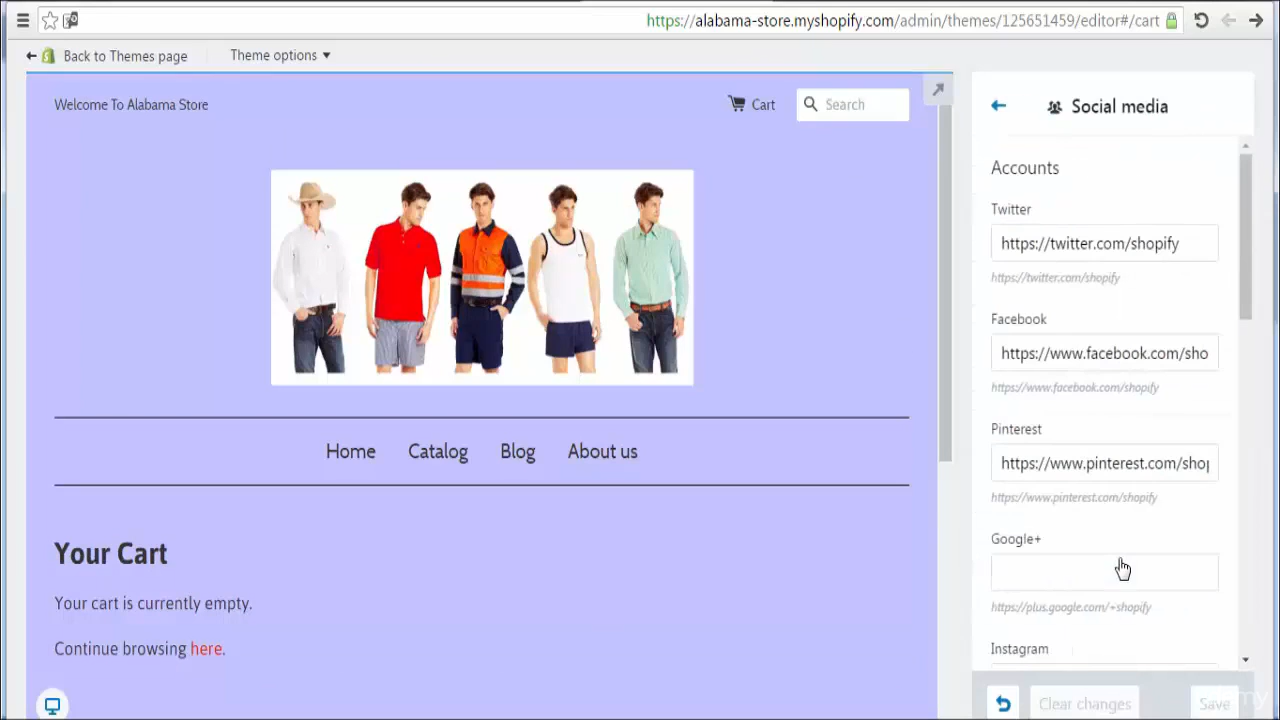 https://alabama-store.myshopify.com/admin/themes/125651459/editor#/cart
Back to Themes page
Theme options
Welcome To Alabama Store
Cart
Search
Home
Catalog
Blog
About us
Your Cart
Your cart is currently empty.
Continue browsing here.
Social media
Accounts
Twitter
https://twitter.com/shopify
https://twitter.com/shopify
Facebook
https://www.facebook.com/sho
https://www.facebook.com/shopify
Pinterest
https://www.pinterest.com/shop
https://www.pinterest.com/shopify
Google+
https://plus.google.com/+shopify
Instagram
Clear changes
Save